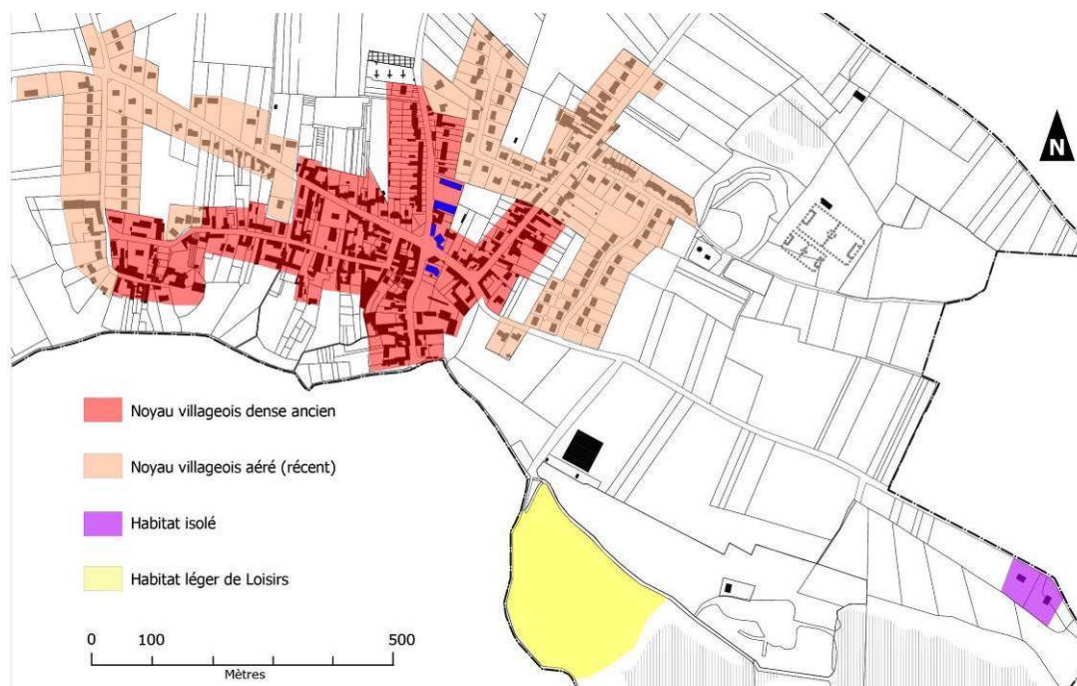 N
Noyau villageois dense ancien
Noyau villageois aéré (récent)
Habitat isolé
Habitat léger de Loisirs
0 100 500
Mètres